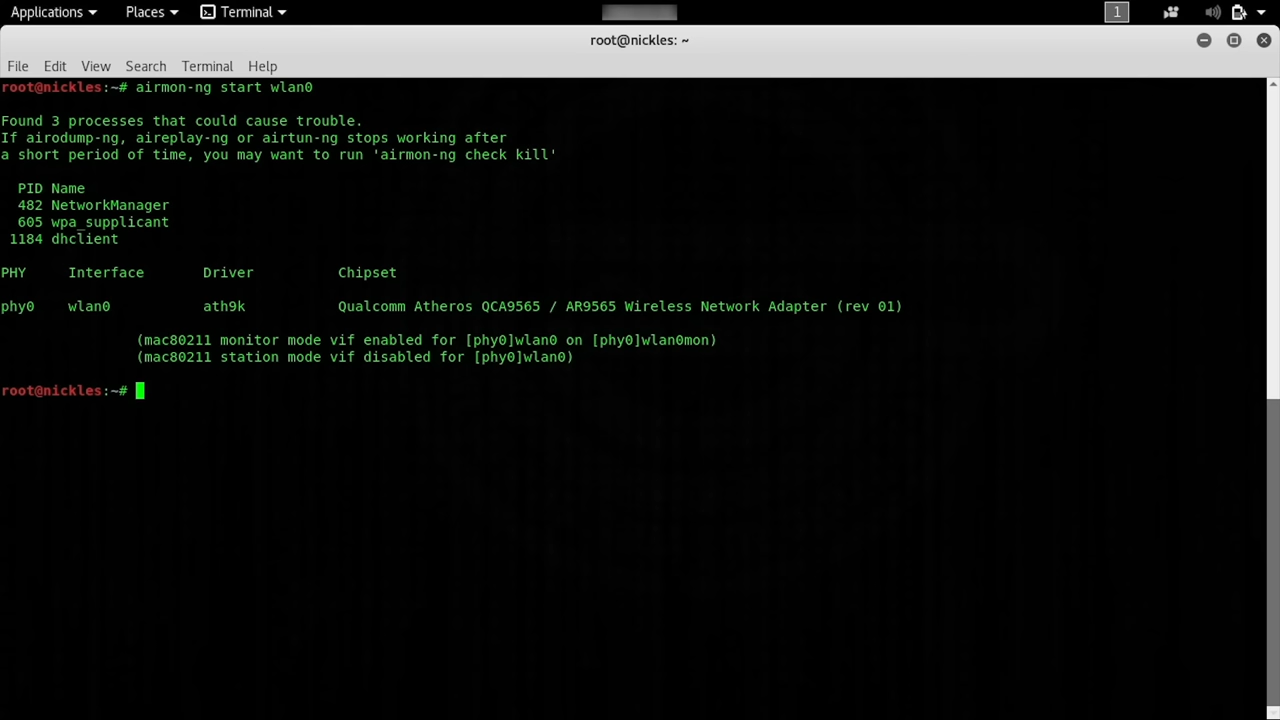 Applications Places Terminal 1
root@nickles: ~
File Edit View Search Terminal Help
root@nickles:~# airmon-ng start wlan0
Found 3 processes that could cause trouble.
If airodump-ng, aireplay-ng or airtun-ng stops working after
a short period of time, you may want to run 'airmon-ng check kill'
PID Name
482 NetworkManager
605 wpa_supplicant
1184 dhclient
PHY Interface Driver Chipset
phy0 wlan0 ath9k Qualcomm Atheros QCA9565 / AR9565 Wireless Network Adapter (rev 01)
(mac80211 monitor mode vif enabled for [phy0]wlan0 on [phy0]wlan0mon)
(mac80211 station mode vif disabled for [phy0]wlan0)
root@nickles:~#